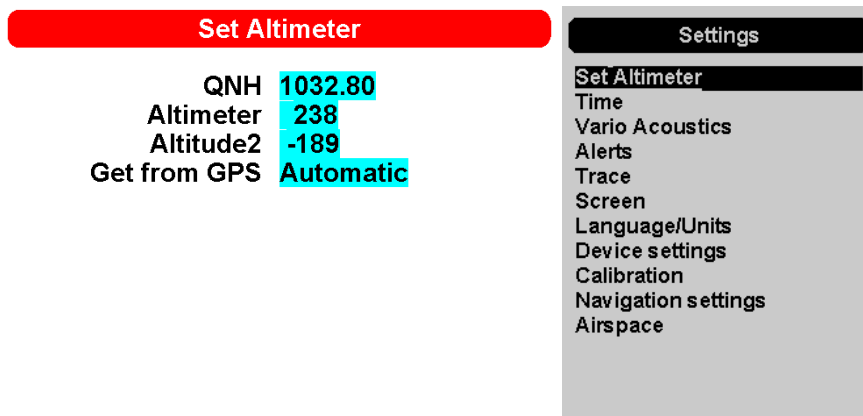 Set Altimeter
QNH 1032.80
Altimeter 238
Altitude2 -189
Get from GPS Automatic
Settings
Set Altimeter
Time
Vario Acoustics
Alerts
Trace
Screen
Language/Units
Device settings
Calibration
Navigation settings
Airspace